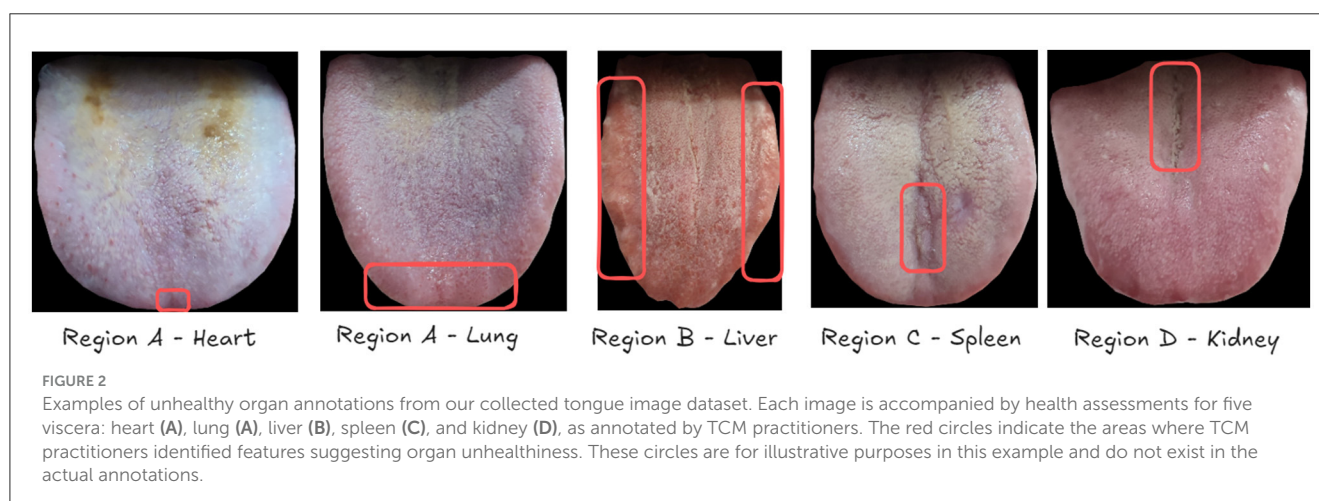 Region A - Heart
Region A - Lung
Region B - Liver
Region C - Spleen
Region D - Kidney
FIGURE 2
Examples of unhealthy organ annotations from our collected tongue image dataset. Each image is accompanied by health assessments for five
viscera: heart (A), lung (A), liver (B), spleen (C), and kidney (D), as annotated by TCM practitioners. The red circles indicate the areas where TCM
practitioners identified features suggesting organ unhealthiness. These circles are for illustrative purposes in this example and do not exist in the
actual annotations.